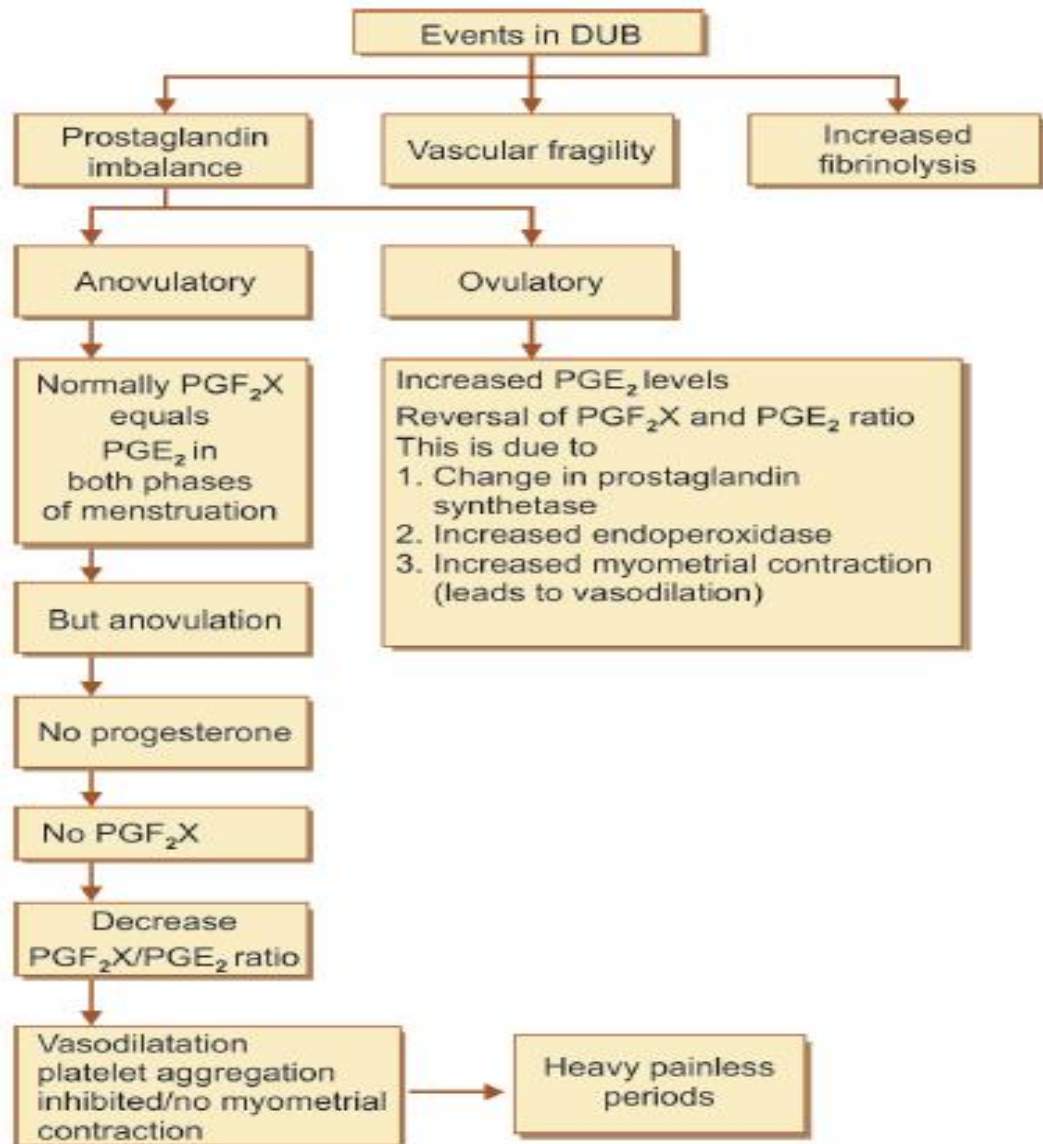 Events in DUB
Prostaglandin
imbalance
Vascular fragility
Increased
fibrinolysis
Anovulatory
Ovulatory
Normally PGF₂X
equals
PGE₂ in
both phases
of menstruation
Increased PGE₂ levels
Reversal of PGF₂X and PGE₂ ratio
This is due to
1. Change in prostaglandin
synthetase
2. Increased endoperoxidase
3. Increased myometrial contraction
(leads to vasodilation)
But anovulation
No progesterone
No PGF₂X
Decrease
PGF₂X/PGE₂ ratio
Vasodilatation
platelet aggregation
inhibited/no myometrial
contraction
Heavy painless
periods